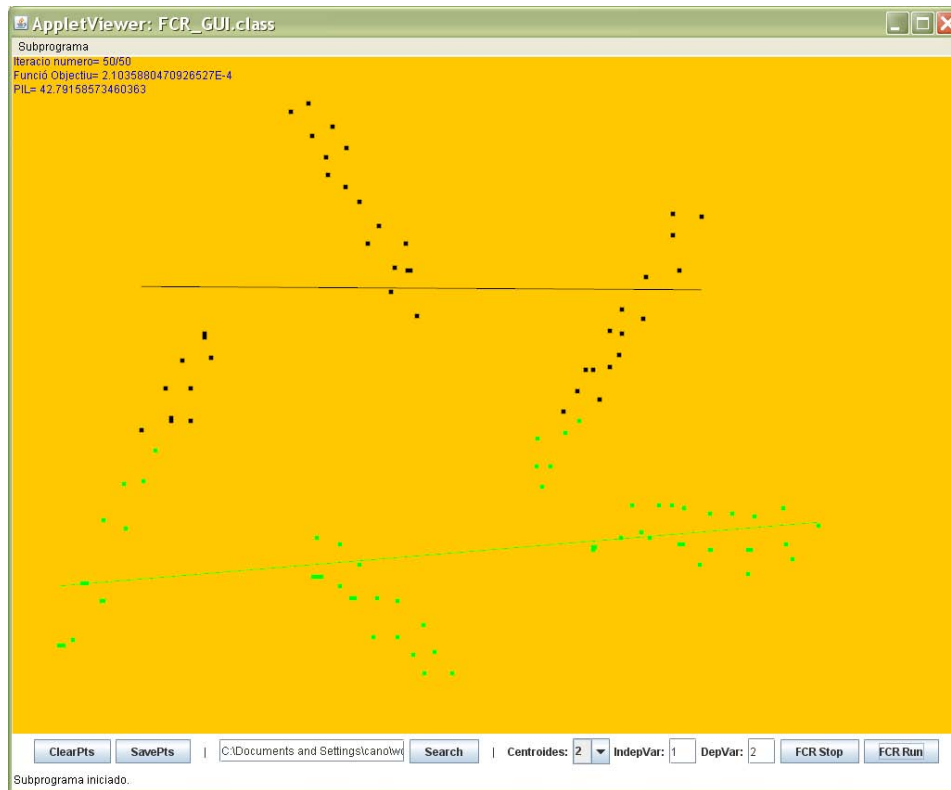 AppletViewer: FCR_GUI.class
Subprograma
Iteracio numero= 50/50
Funció Objectiu= 2.1035880470926527E-4
PIL= 42.79158573460363
ClearPts SavePts | C:\Documents and Settings\cano\wo Search | Centroides: 2 IndepVar: 1 DepVar: 2 FCR Stop FCR Run
Subprograma iniciado.